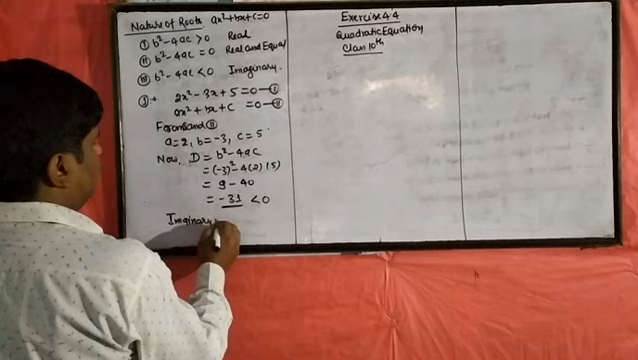 Nature of Roots ax²+bx+c=0
① b²-4ac>0 Real
② b²-4ac=0 Real and Equal
③ b²-4ac<0 Imaginary.
2x²-3x+5=0 -①
ax²+bx+c =0 -②
From ① and ②
a=2, b=-3, c=5
Now, D = b²-4ac
= (-3)²-4(2)(5)
= 9-40
= -31 <0
Imginary
Exercise 4.4
Quadratic Equation
Class 10th